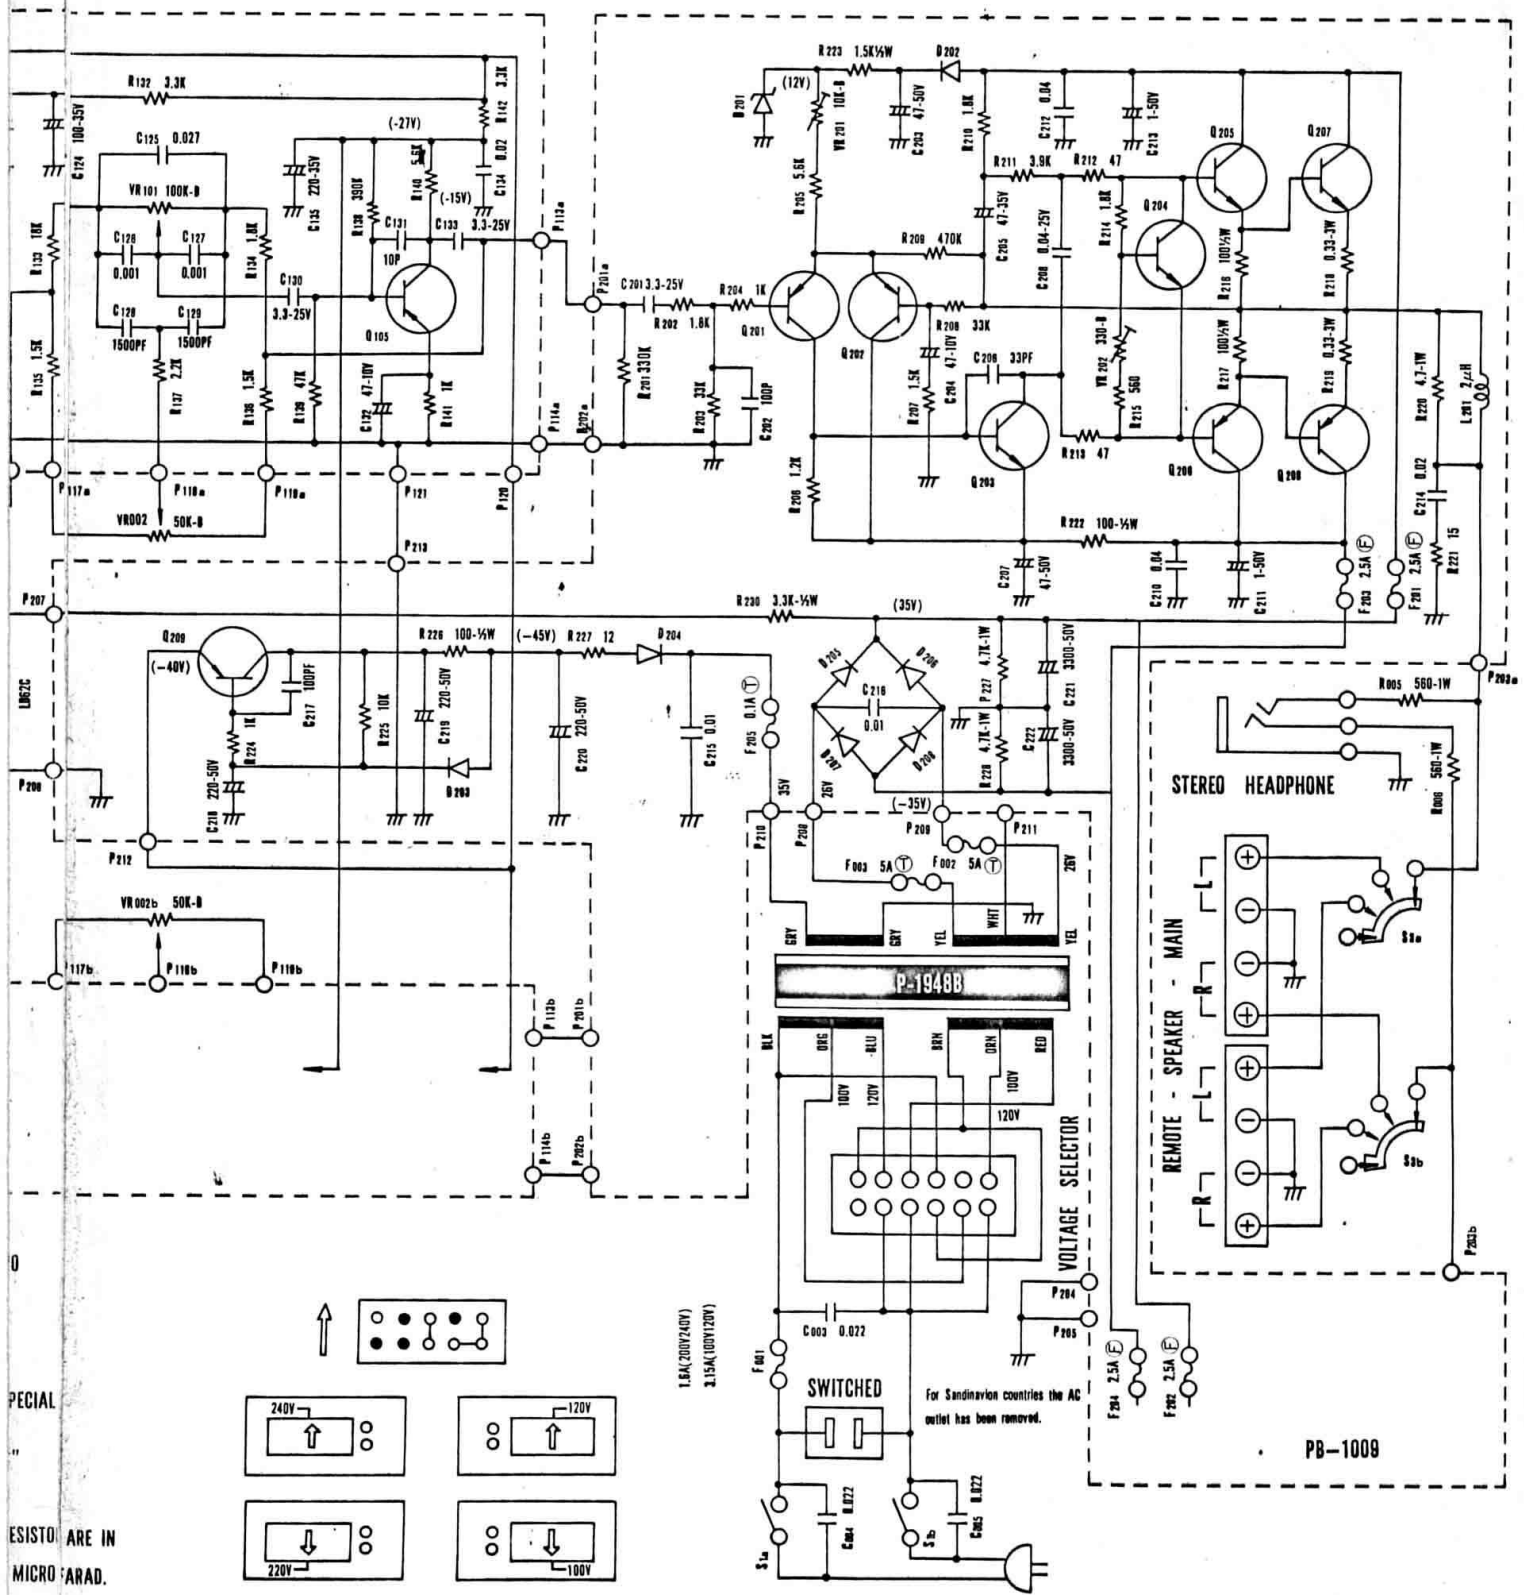 R132 3.3K
3.3K
R142
C124 100-35V
C125 0.027
(-27V)
5.6K
R140
C134 0.02
VR101 100K-B
C135 220-35V
R138 390K
(-15V)
C131
10P
C133 3.3-25V
P113a
R133 18K
C126
0.001
C127
0.001
R134 1.8K
C130
3.3-25V
C128
1500PF
C129
1500PF
Q105
R135 1.5K
2.2K
R137
R136 1.5K
R139 47K
C132 47-10V
R141 1K
P114a
P202a
P201a
P117a
P118a
P119a
P121
P120
VR002 50K-B
P213
R223 1.5K½W
D202
(12V)
D201
VR201 10K-B
C203 47-50V
R210 1.8K
C212 0.04
C213 1-50V
Q205
Q207
R211 3.9K
R212 47
R205 5.6K
C205 47-35V
R214 1.8K
Q204
R209 470K
C208 0.04-25V
R216 100½W
R218 0.33-3W
C201 3.3-25V
R202 1.8K
R204 1K
Q201
Q202
R208 33K
R201 330K
R203 33K
C202 100P
R207 1.5K
C204 47-10V
C206 33PF
VR202 330-B
R215 560
R217 100½W
R219 0.33-3W
R220 4.7-1W
L201 2μH
Q203
R213 47
Q206
Q208
R206 1.2K
C214 0.02
R221 15
R222 100-½W
C207 47-50V
C210 0.04
C211 1-50V
F203 2.5A F
F201 2.5A F
P207
R230 3.3K-½W
(35V)
Q209
(-40V)
R226 100-½W
(-45V)
R227 12
D204
LD62C
C217 100PF
R224 1K
R225 10K
C219 220-50V
C220 220-50V
C215 0.01
F205 0.1A T
D205
D206
C216
0.01
D207
D208
P227 4.7K-1W
C221 3300-50V
R228 4.7K-1W
C222 3300-50V
P203a
R005 560-1W
560-1W
R006
STEREO HEADPHONE
P208
C218 220-50V
D203
35V
26V
(-35V)
P212
P210
P208
P209
P211
F003 5A T
F002 5A T
26V
VR002b 50K-B
GRY
GRY
YEL
WHT
YEL
117b
P118b
P119b
P-1948B
P113b
P201b
BLK
ORG
BLU
BRN
ORN
RED
100V
120V
100V
120V
P114b
P202b
VOLTAGE SELECTOR
REMOTE - SPEAKER - MAIN
L
R
L
R
S3a
S3b
P203b
P204
P205
C003 0.022
1.6A(200V240V)
3.15A(100V120V)
F001
SWITCHED
For Sandinavion countries the AC
outlet has been removed.
F204 2.5A F
F202 2.5A F
PB-1009
PECIAL
"
240V
120V
220V
100V
S1a
C004 0.022
S1b
C005 0.022
ESISTO ARE IN
MICRO FARAD.